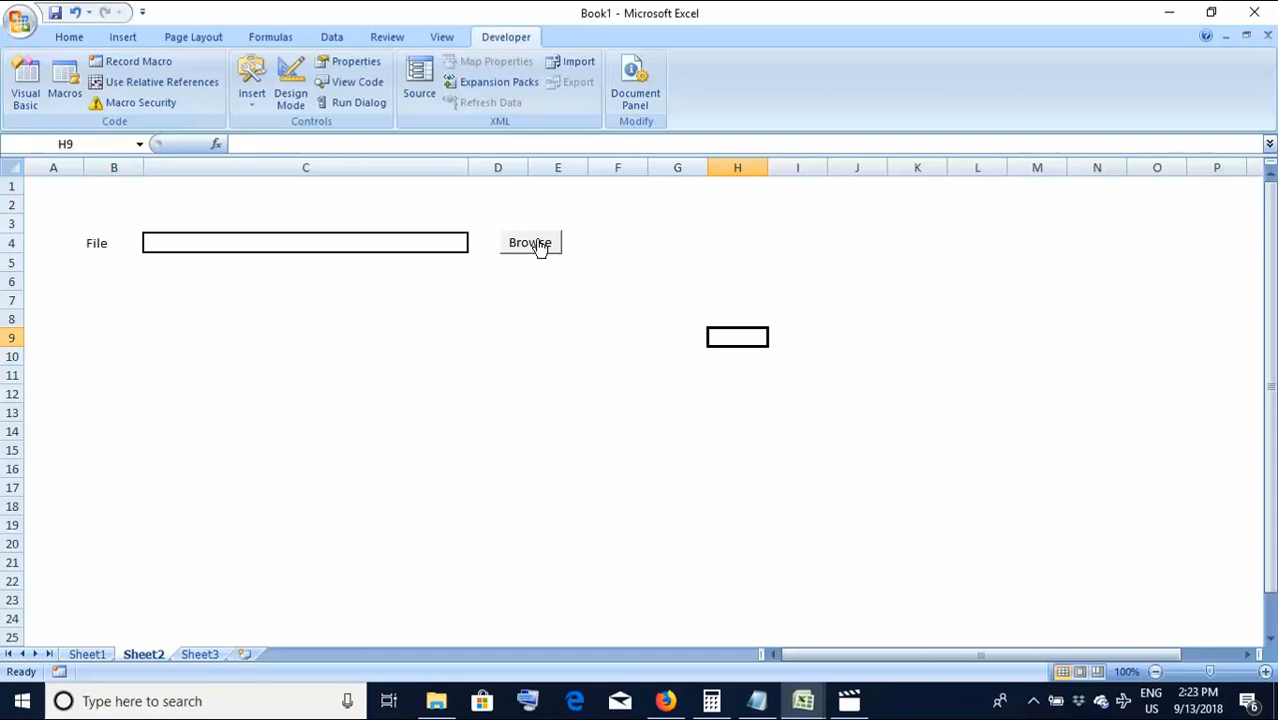 Book1 - Microsoft Excel
Home Insert Page Layout Formulas Data Review View Developer
Visual Basic
Macros
Record Macro
Use Relative References
Macro Security
Code
Insert
Design Mode
Properties
View Code
Run Dialog
Controls
Source
Map Properties
Expansion Packs
Refresh Data
Import
Export
XML
Document Panel
Modify
H9
fx
A B C D E F G H I J K L M N O P
1
2
3
4 File Browse
5
6
7
8
9
10
11
12
13
14
15
16
17
18
19
20
21
22
23
24
25
Sheet1 Sheet2 Sheet3
Ready 100%
Type here to search
ENG 2:23 PM
US 9/13/2018 6